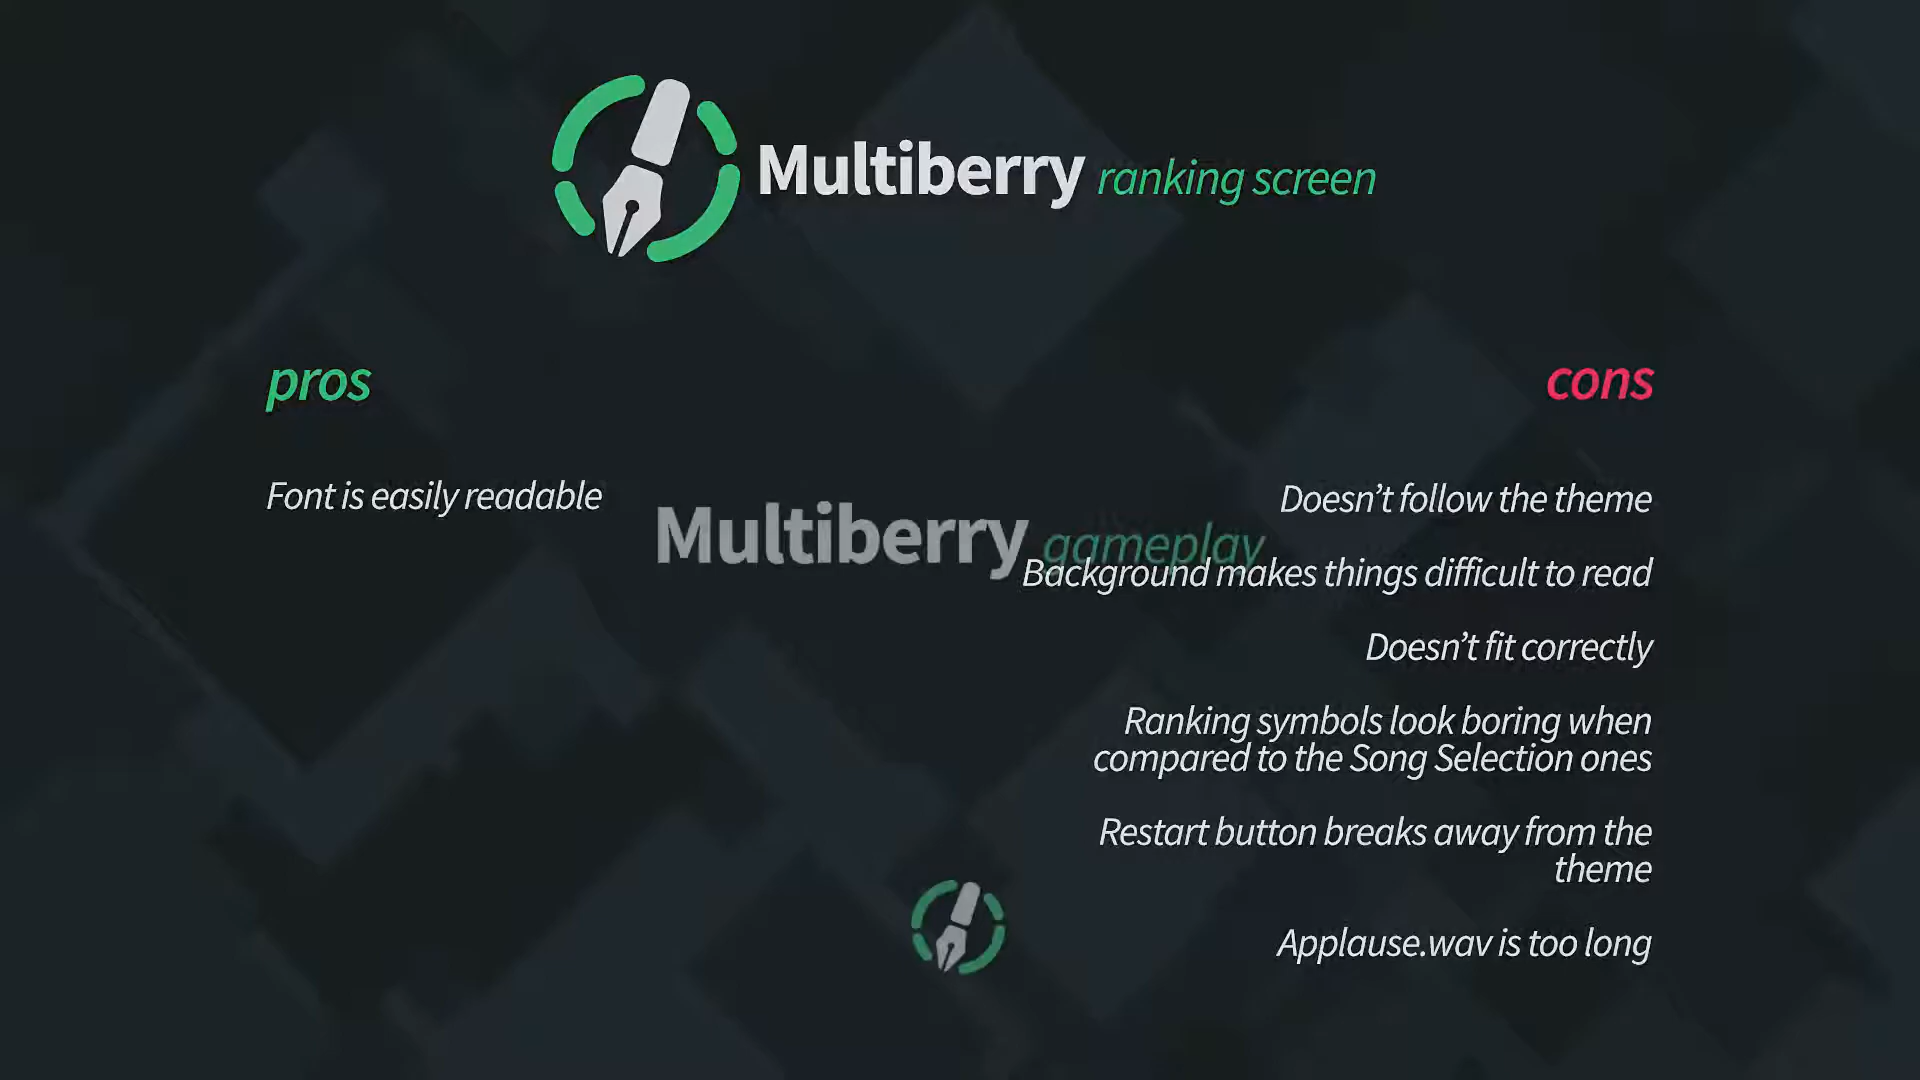 Multiberry ranking screen
pros
cons
Font is easily readable
Multiberry gameplay
Doesn’t follow the theme
Background makes things difficult to read
Doesn’t fit correctly
Ranking symbols look boring when
compared to the Song Selection ones
Restart button breaks away from the
theme
Applause.wav is too long